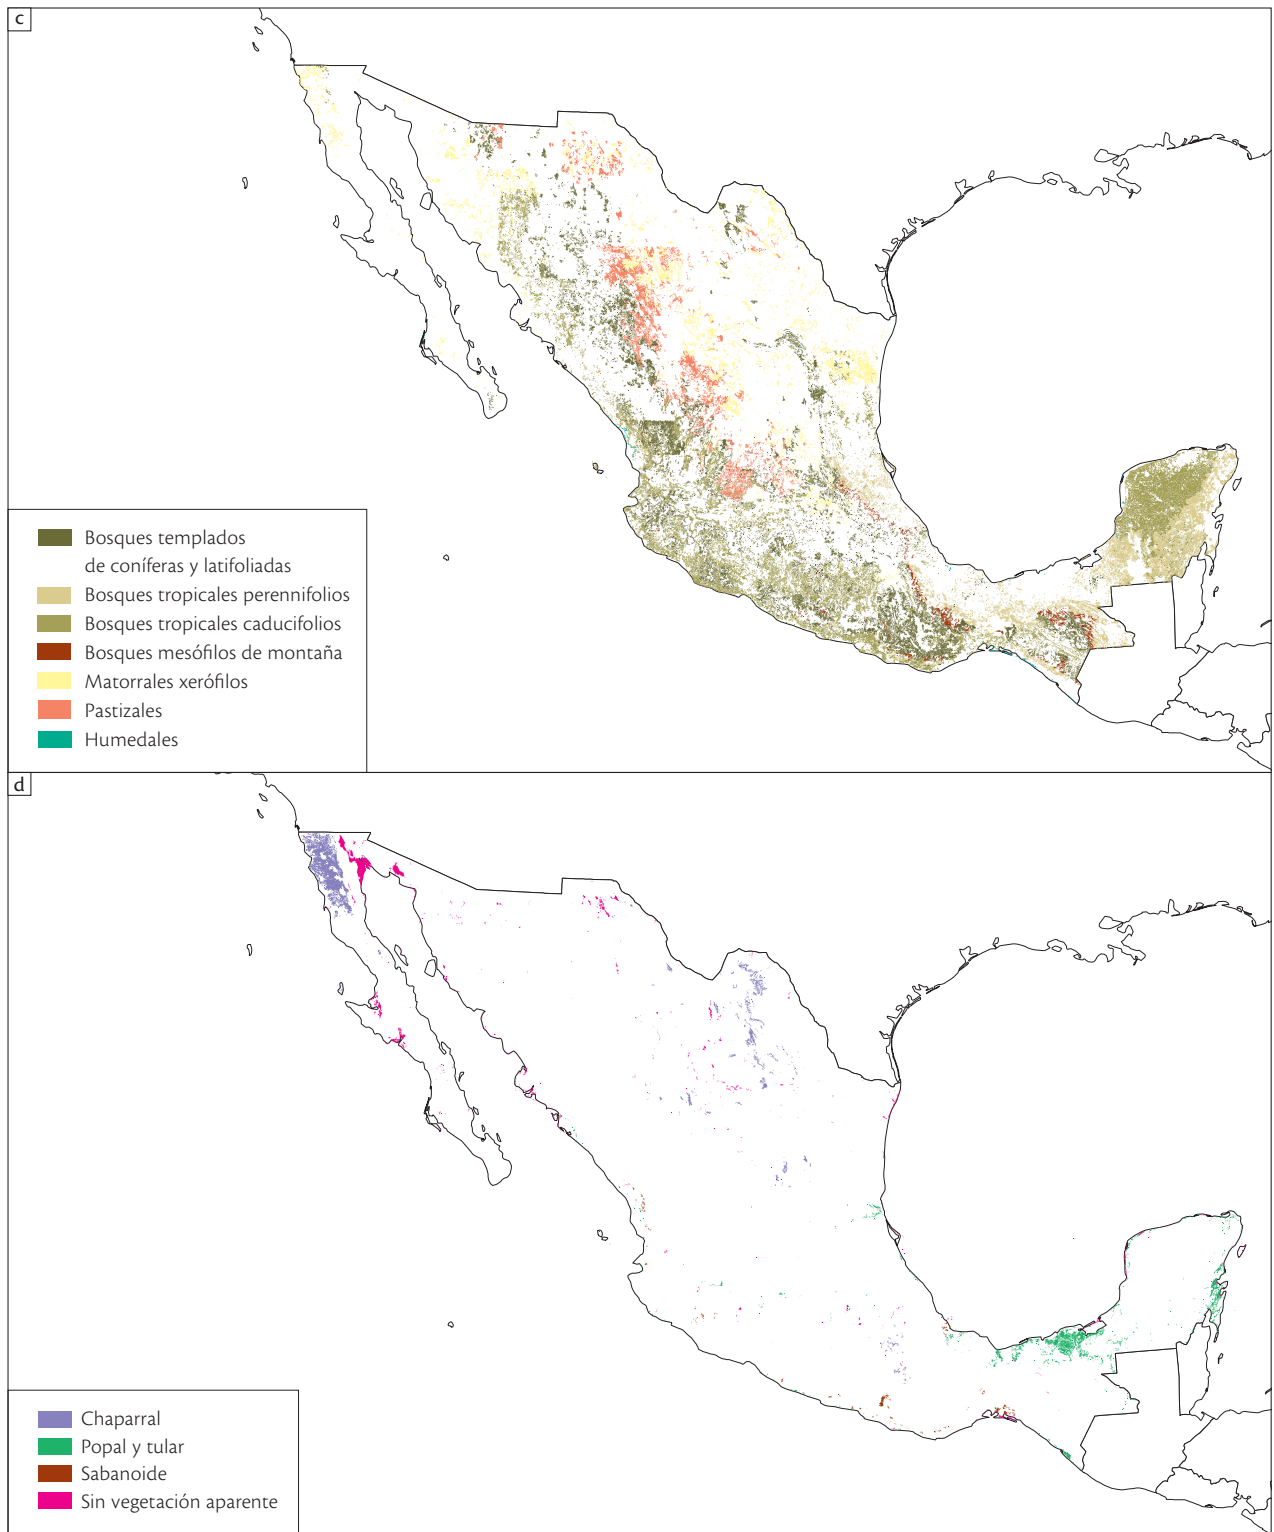 c
Bosques templados
de coníferas y latifoliadas
Bosques tropicales perennifolios
Bosques tropicales caducifolios
Bosques mesófilos de montaña
Matorrales xerófilos
Pastizales
Humedales
d
Chaparral
Popal y tular
Sabanoide
Sin vegetación aparente